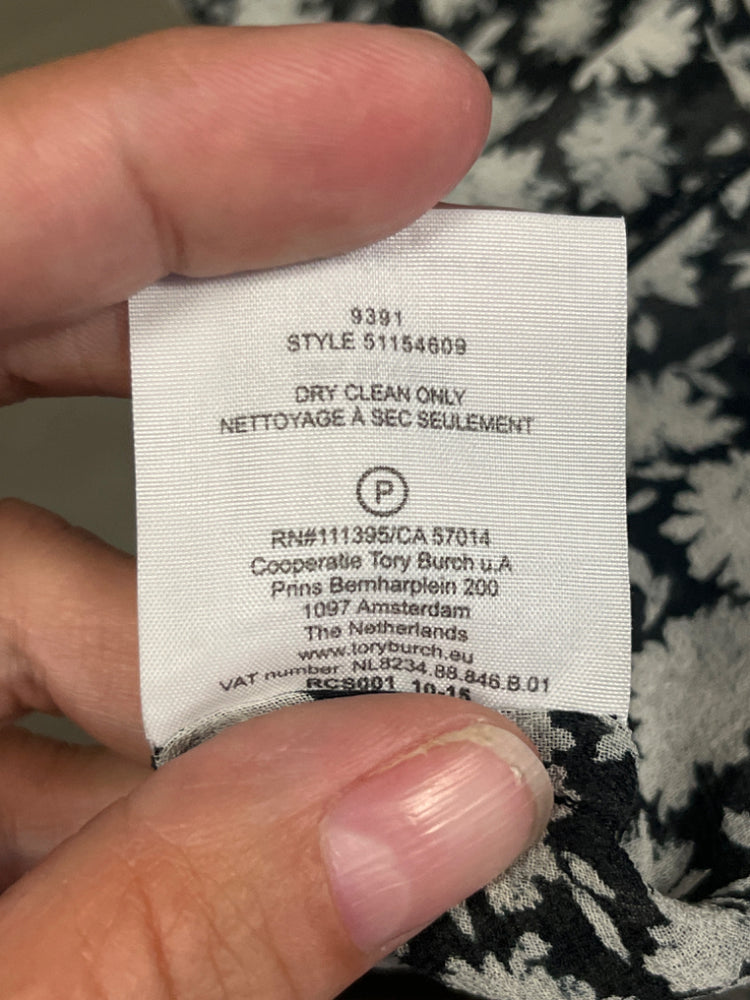 9391
STYLE 51154609
DRY CLEAN ONLY
NETTOYAGE À SEC SEULEMENT
P
RN#111395/CA 57014
Cooperatie Tory Burch u.A
Prins Bernharplein 200
1097 Amsterdam
The Netherlands
www.toryburch.eu
VAT number NL8234.88.846.B.01
RCS001 10-15